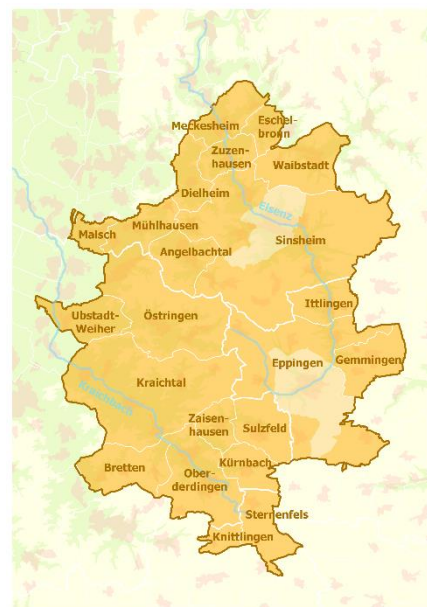 Meckesheim
Eschel-
bronn
Zuzen-
hausen
Waibstadt
Dielheim
Elsenz
Mühlhausen
Malsch
Sinsheim
Angelbachtal
Ittlingen
Ubstadt-
Weiher
Östringen
Eppingen
Gemmingen
Kraichtal
Kraichbach
Zaisen-
hausen
Sulzfeld
Kürnbach
Bretten
Ober-
derdingen
Sternenfels
Knittlingen